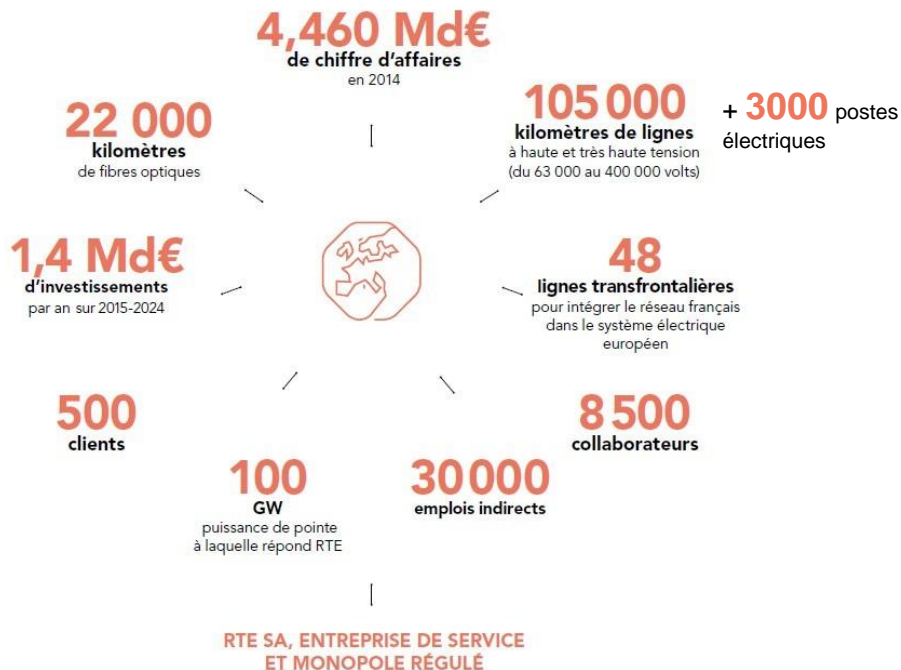 4,460 Md€
de chiffre d'affaires
en 2014
22 000
kilomètres
de fibres optiques
105 000
kilomètres de lignes
à haute et très haute tension
(du 63 000 au 400 000 volts)
+ 3000 postes
électriques
1,4 Md€
d'investissements
par an sur 2015-2024
48
lignes transfrontalières
pour intégrer le réseau français
dans le système électrique
européen
500
clients
8 500
collaborateurs
100
GW
puissance de pointe
à laquelle répond RTE
30 000
emplois indirects
RTE SA, ENTREPRISE DE SERVICE
ET MONOPOLE RÉGULÉ